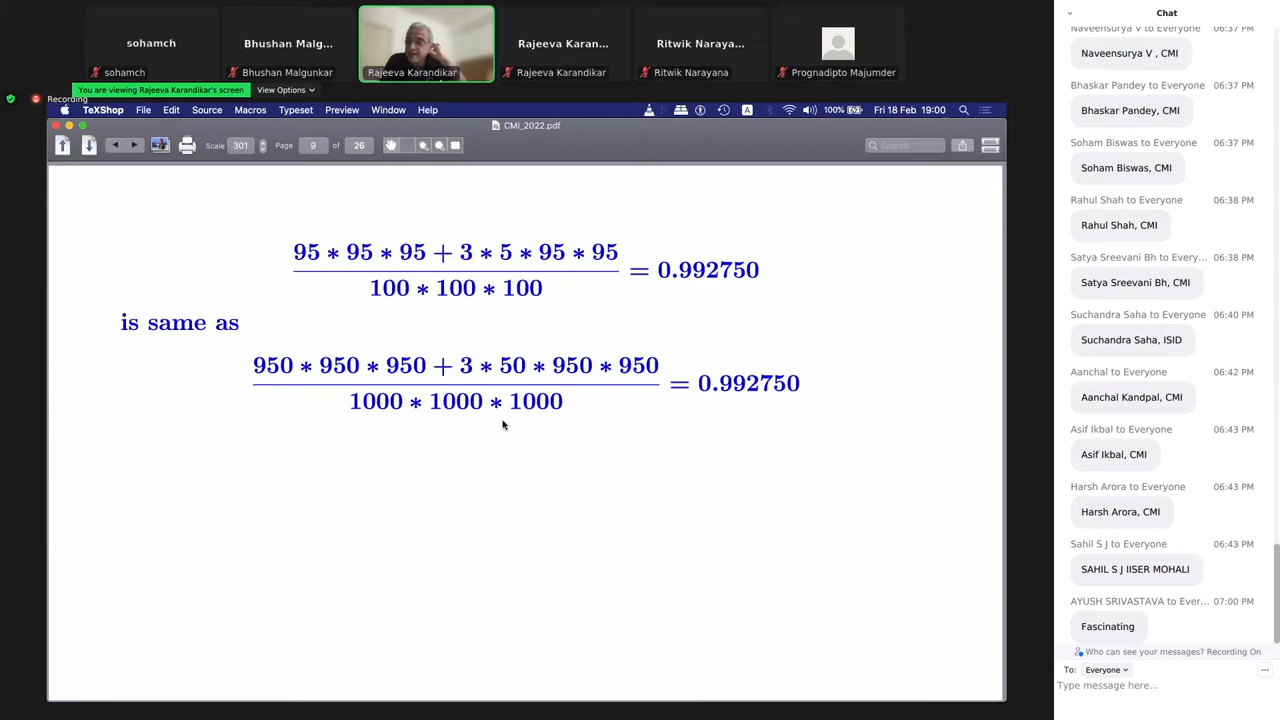 sohamch
Bhushan Malg...
Rajeeva Karan...
Ritwik Naraya...
sohamch
Bhushan Malgunkar
Rajeeva Karandikar
Rajeeva Karandikar
Ritwik Narayana
Prognadipto Majumder
You are viewing Rajeeva Karandikar's screen
View Options
Recording
TeXShop File Edit Source Macros Typeset Preview Window Help
A 100% Fri 18 Feb 19:00
CMI_2022.pdf
Scale 301 Page 9 of 26
Search
95 * 95 * 95 + 3 * 5 * 95 * 95
= 0.992750
100 * 100 * 100
is same as
950 * 950 * 950 + 3 * 50 * 950 * 950
= 0.992750
1000 * 1000 * 1000
Chat
Naveensurya V to Everyone 06:37 PM
Naveensurya V , CMI
Bhaskar Pandey to Everyone 06:37 PM
Bhaskar Pandey, CMI
Soham Biswas to Everyone 06:37 PM
Soham Biswas, CMI
Rahul Shah to Everyone 06:38 PM
Rahul Shah, CMI
Satya Sreevani Bh to Every... 06:38 PM
Satya Sreevani Bh, CMI
Suchandra Saha to Everyone 06:40 PM
Suchandra Saha, ISID
Aanchal to Everyone 06:42 PM
Aanchal Kandpal, CMI
Asif Ikbal to Everyone 06:43 PM
Asif Ikbal, CMI
Harsh Arora to Everyone 06:43 PM
Harsh Arora, CMI
Sahil S J to Everyone 06:43 PM
SAHIL S J IISER MOHALI
AYUSH SRIVASTAVA to Ever... 07:00 PM
Fascinating
Who can see your messages? Recording On
To: Everyone
Type message here...